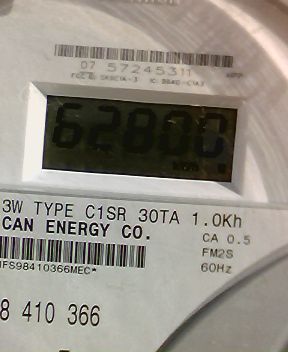 07 57245311
62800
3W TYPE C1SR 30TA 1.0Kh
CAN ENERGY CO.
CA 0.5
FM2S
60Hz
IFS98410366MEC*
8 410 366